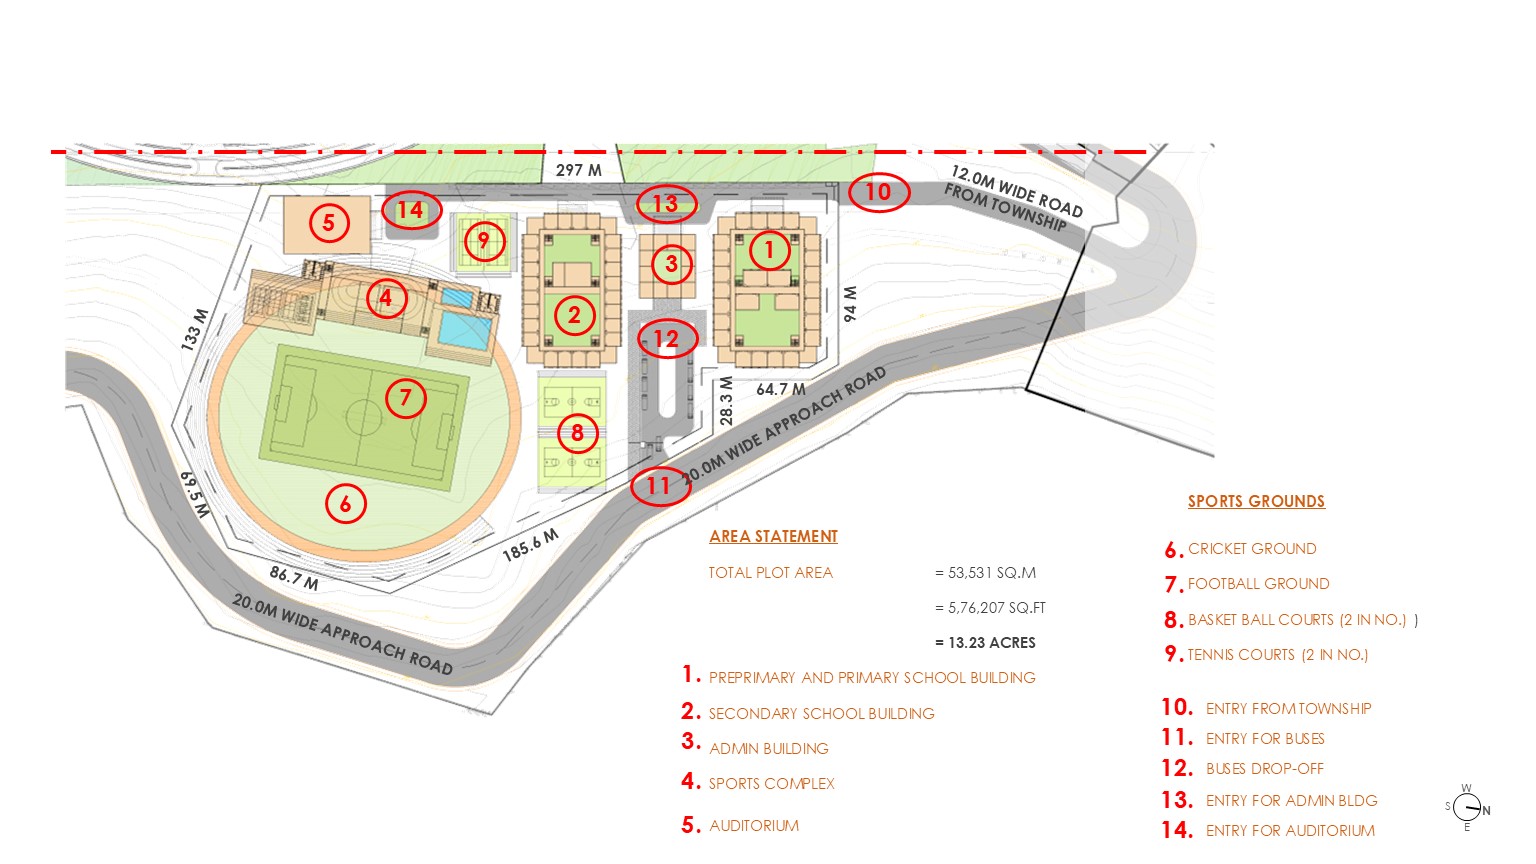 297 M
12.0M WIDE ROAD
FROM TOWNSHIP
10
13
14
5
9
1
3
4
2
12
94 M
133 M
7
64.7 M
28.3 M
20.0M WIDE APPROACH ROAD
8
11
6
69.5 M
185.6 M
86.7 M
20.0M WIDE APPROACH ROAD
AREA STATEMENT
TOTAL PLOT AREA = 53,531 SQ.M
= 5,76,207 SQ.FT
= 13.23 ACRES
1. PREPRIMARY AND PRIMARY SCHOOL BUILDING
2. SECONDARY SCHOOL BUILDING
3. ADMIN BUILDING
4. SPORTS COMPLEX
5. AUDITORIUM
SPORTS GROUNDS
6. CRICKET GROUND
7. FOOTBALL GROUND
8. BASKET BALL COURTS (2 IN NO.) )
9. TENNIS COURTS (2 IN NO.)
10. ENTRY FROM TOWNSHIP
11. ENTRY FOR BUSES
12. BUSES DROP-OFF
13. ENTRY FOR ADMIN BLDG
14. ENTRY FOR AUDITORIUM
W
S
N
E